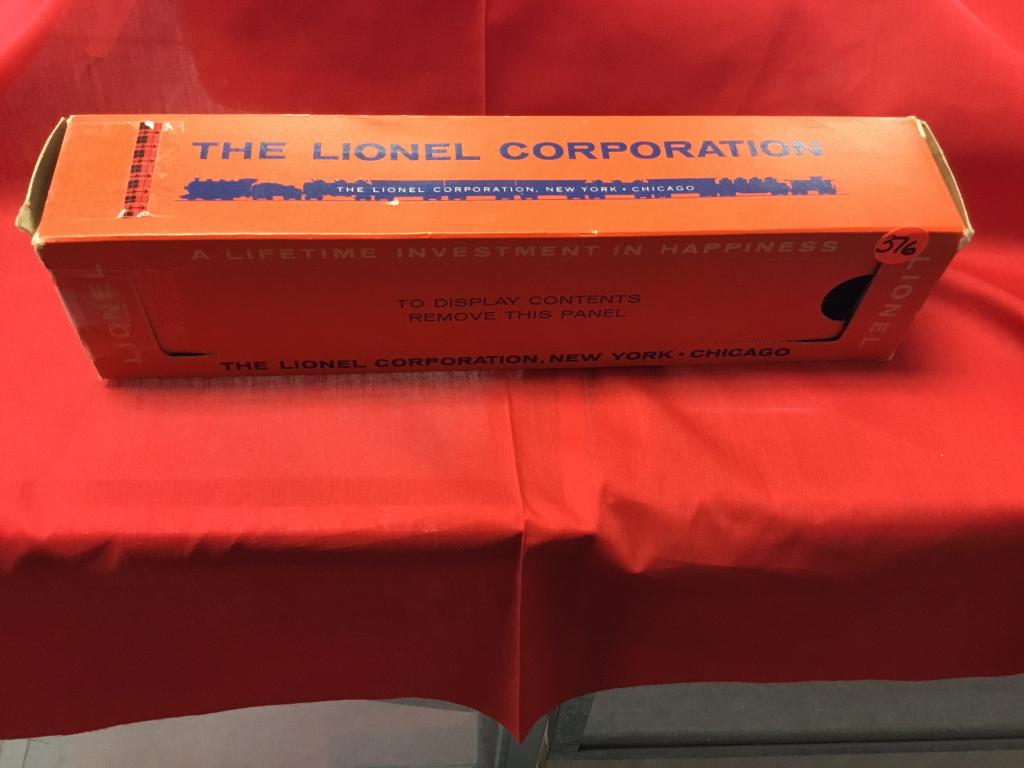 THE LIONEL CORPORATION
THE LIONEL CORPORATION, NEW YORK • CHICAGO
A LIFETIME INVESTMENT IN HAPPINESS
576
LIONEL
TO DISPLAY CONTENTS
REMOVE THIS PANEL
LIONEL
THE LIONEL CORPORATION, NEW YORK • CHICAGO